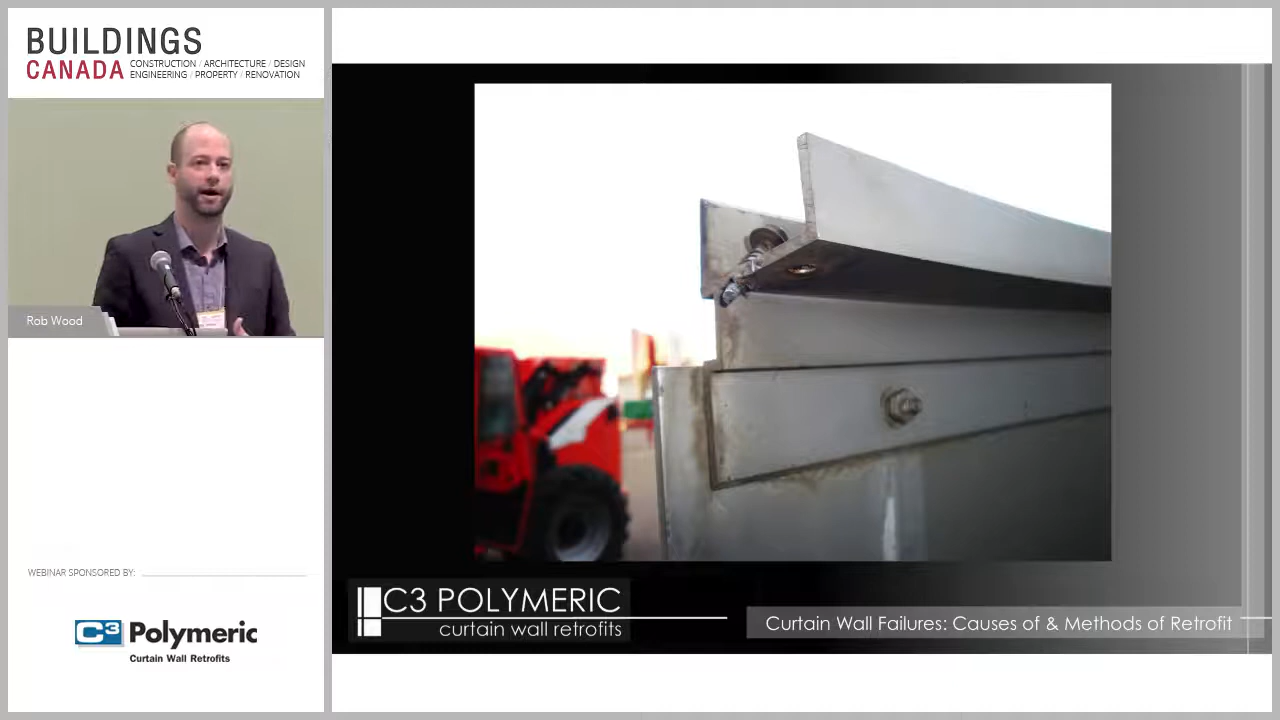 BUILDINGS
CANADA CONSTRUCTION / ARCHITECTURE / DESIGN
ENGINEERING / PROPERTY / RENOVATION
Rob Wood
WEBINAR SPONSORED BY:
C3 Polymeric
Curtain Wall Retrofits
C3 POLYMERIC
curtain wall retrofits
Curtain Wall Failures: Causes of & Methods of Retrofit